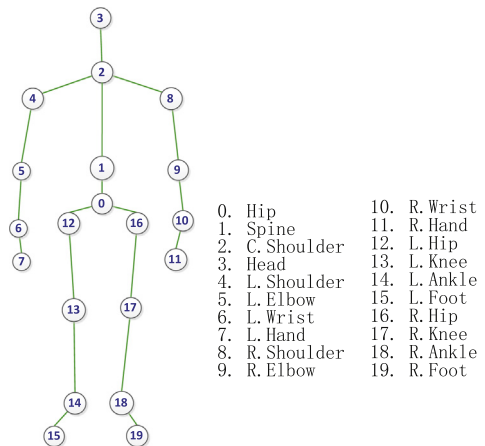 3
2
4
8
5
1
9
0
6
12
16
10
7
11
13
17
14
18
15
19
0. Hip
1. Spine
2. C.Shoulder
3. Head
4. L.Shoulder
5. L.Elbow
6. L.Wrist
7. L.Hand
8. R.Shoulder
9. R.Elbow
10. R.Wrist
11. R.Hand
12. L.Hip
13. L.Knee
14. L.Ankle
15. L.Foot
16. R.Hip
17. R.Knee
18. R.Ankle
19. R.Foot